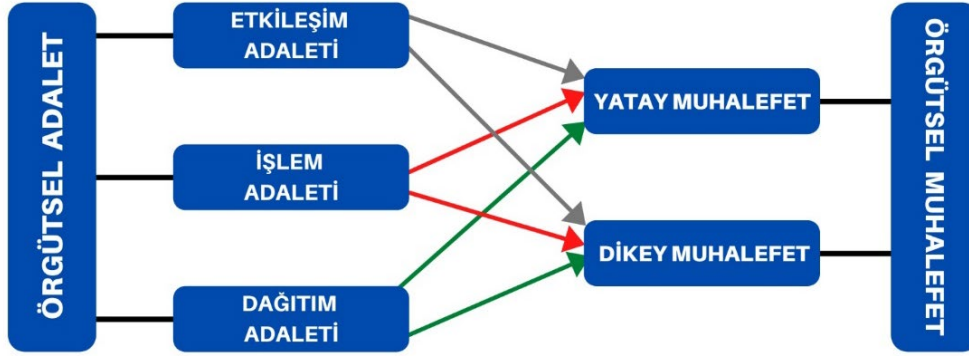 ÖRGÜTSEL ADALET
ETKİLEŞİM
ADALETİ
İŞLEM
ADALETİ
DAĞITIM
ADALETİ
YATAY MUHALEFET
DİKEY MUHALEFET
ÖRGÜTSEL MUHALEFET